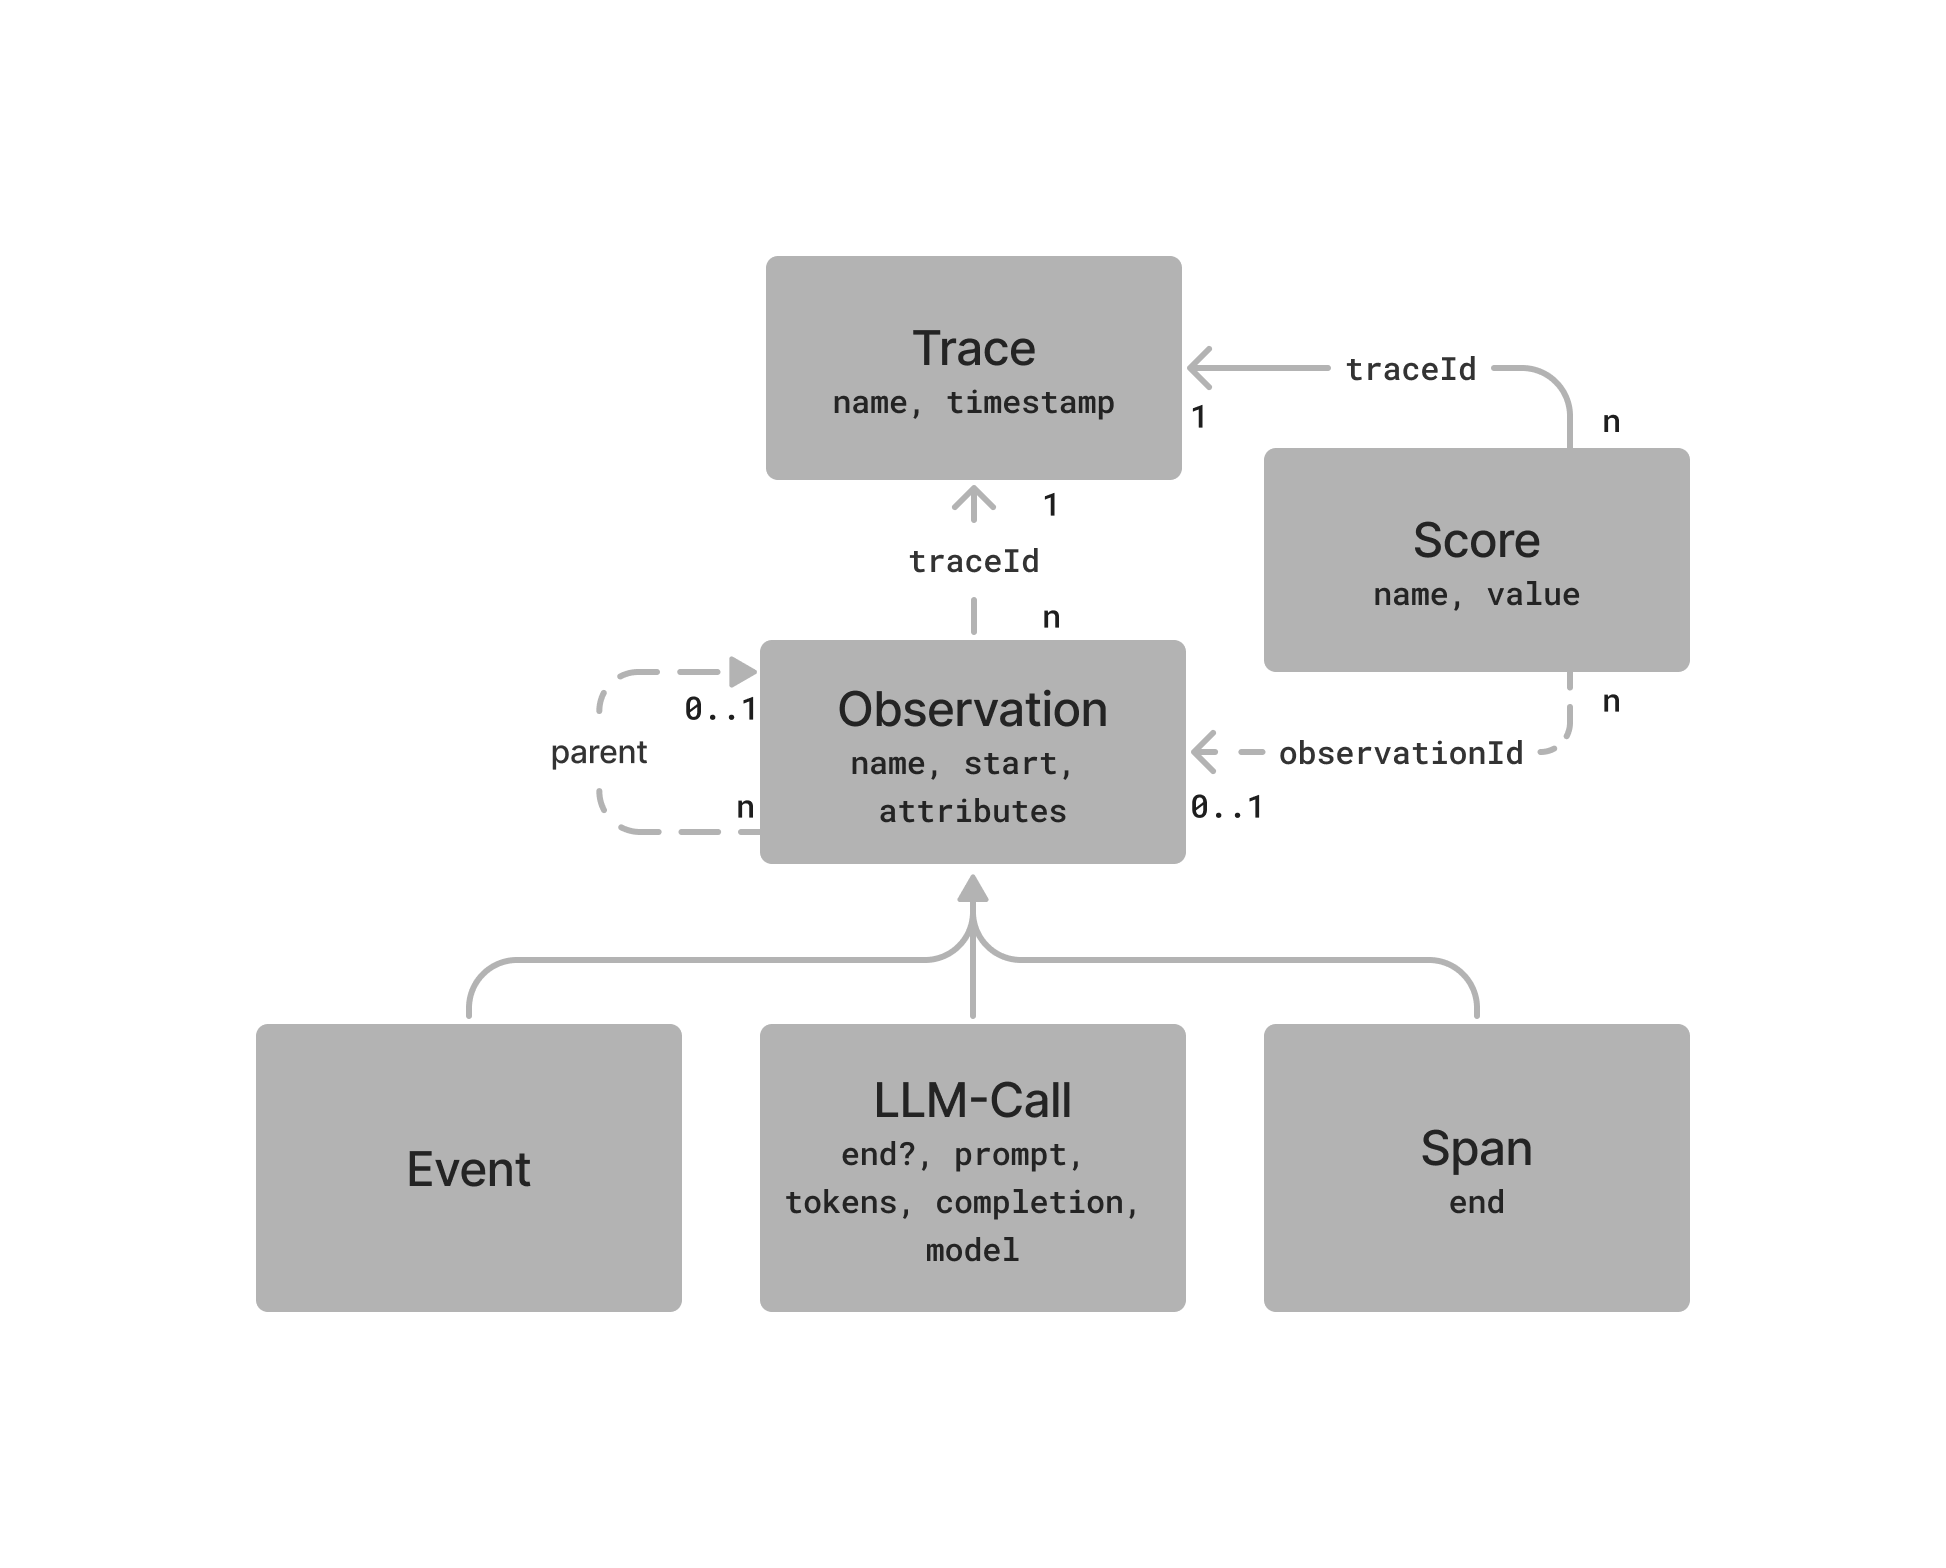 Trace
name, timestamp
traceId
1
n
1
Score
name, value
traceId
n
n
Observation
name, start,
attributes
0..1
parent
n
observationId
0..1
Event
LLM-Call
end?, prompt,
tokens, completion,
model
Span
end